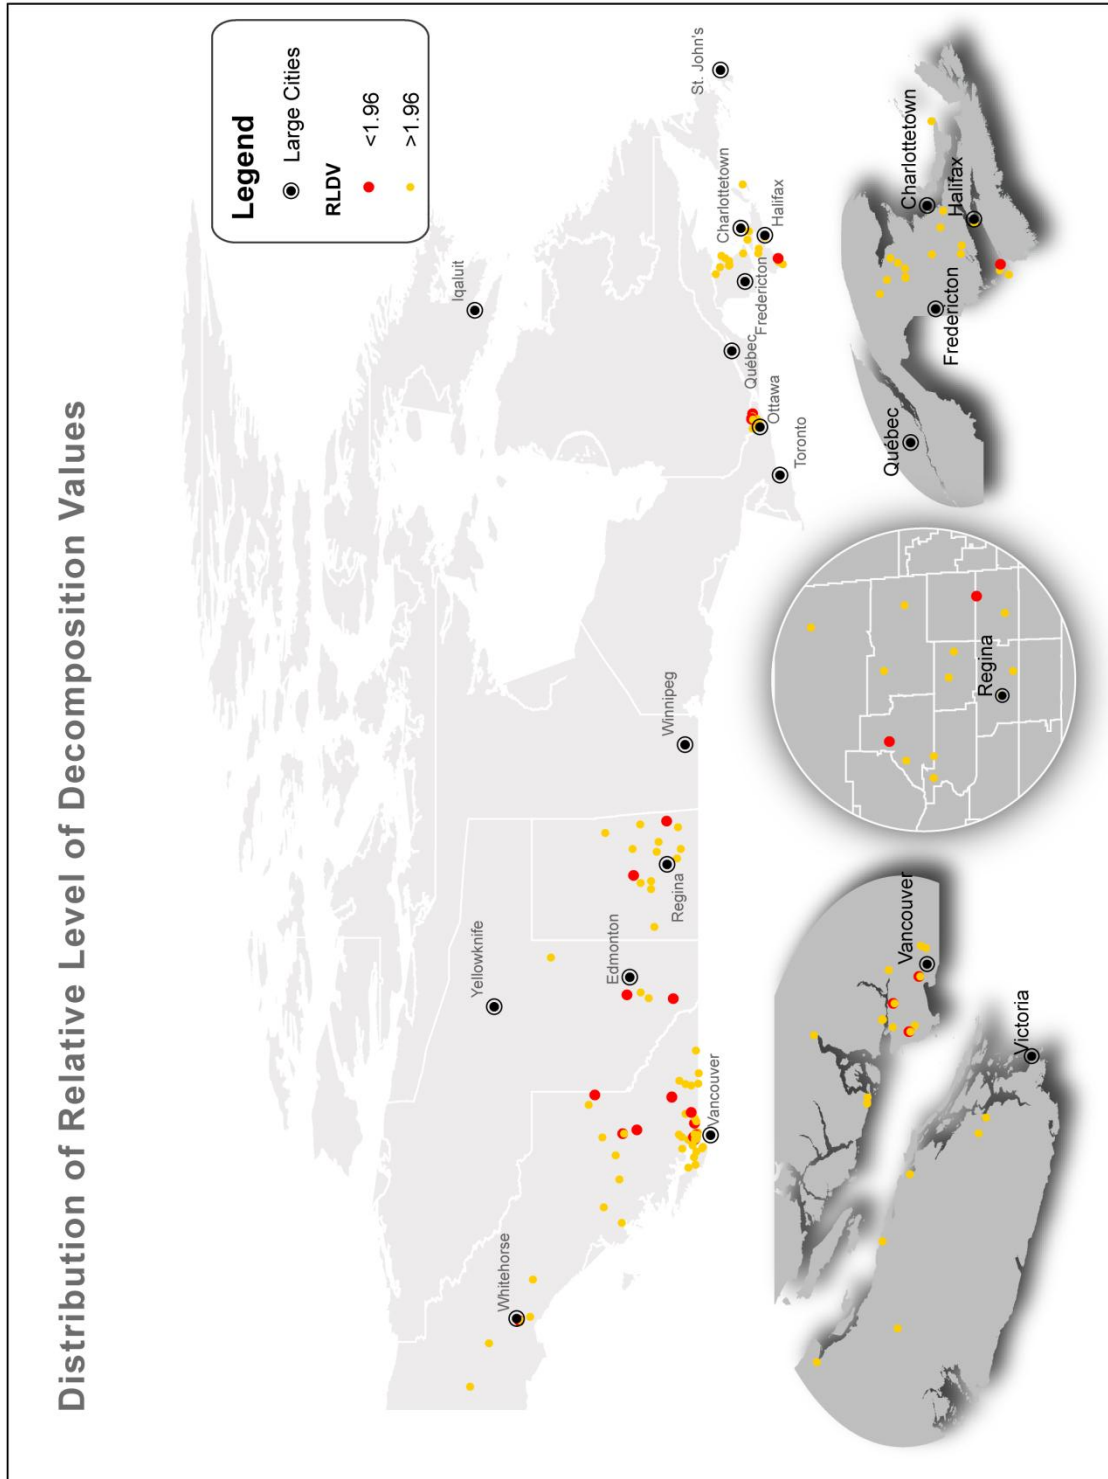 Distribution of Relative Level of Decomposition Values
Legend
Large Cities
RLDV
<1.96
>1.96
Iqaluit
Yellowknife
Whitehorse
St. John's
Charlottetown
Halifax
Fredericton
Québec
Ottawa
Toronto
Winnipeg
Regina
Edmonton
Vancouver
Vancouver
Victoria
Regina
Québec
Fredericton
Charlottetown
Halifax